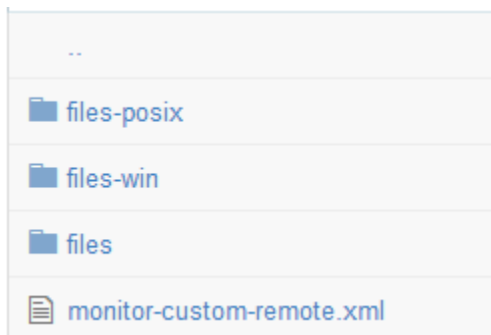 ..
files-posix
files-win
files
monitor-custom-remote.xml